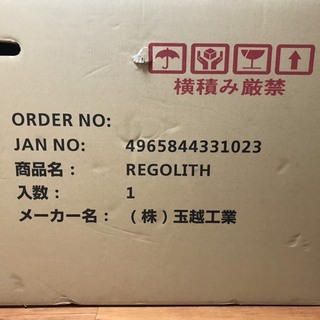 横積み厳禁
ORDER NO:
JAN NO: 4965844331023
商品名： REGOLITH
入数： 1
メーカー名： （株）玉越工業